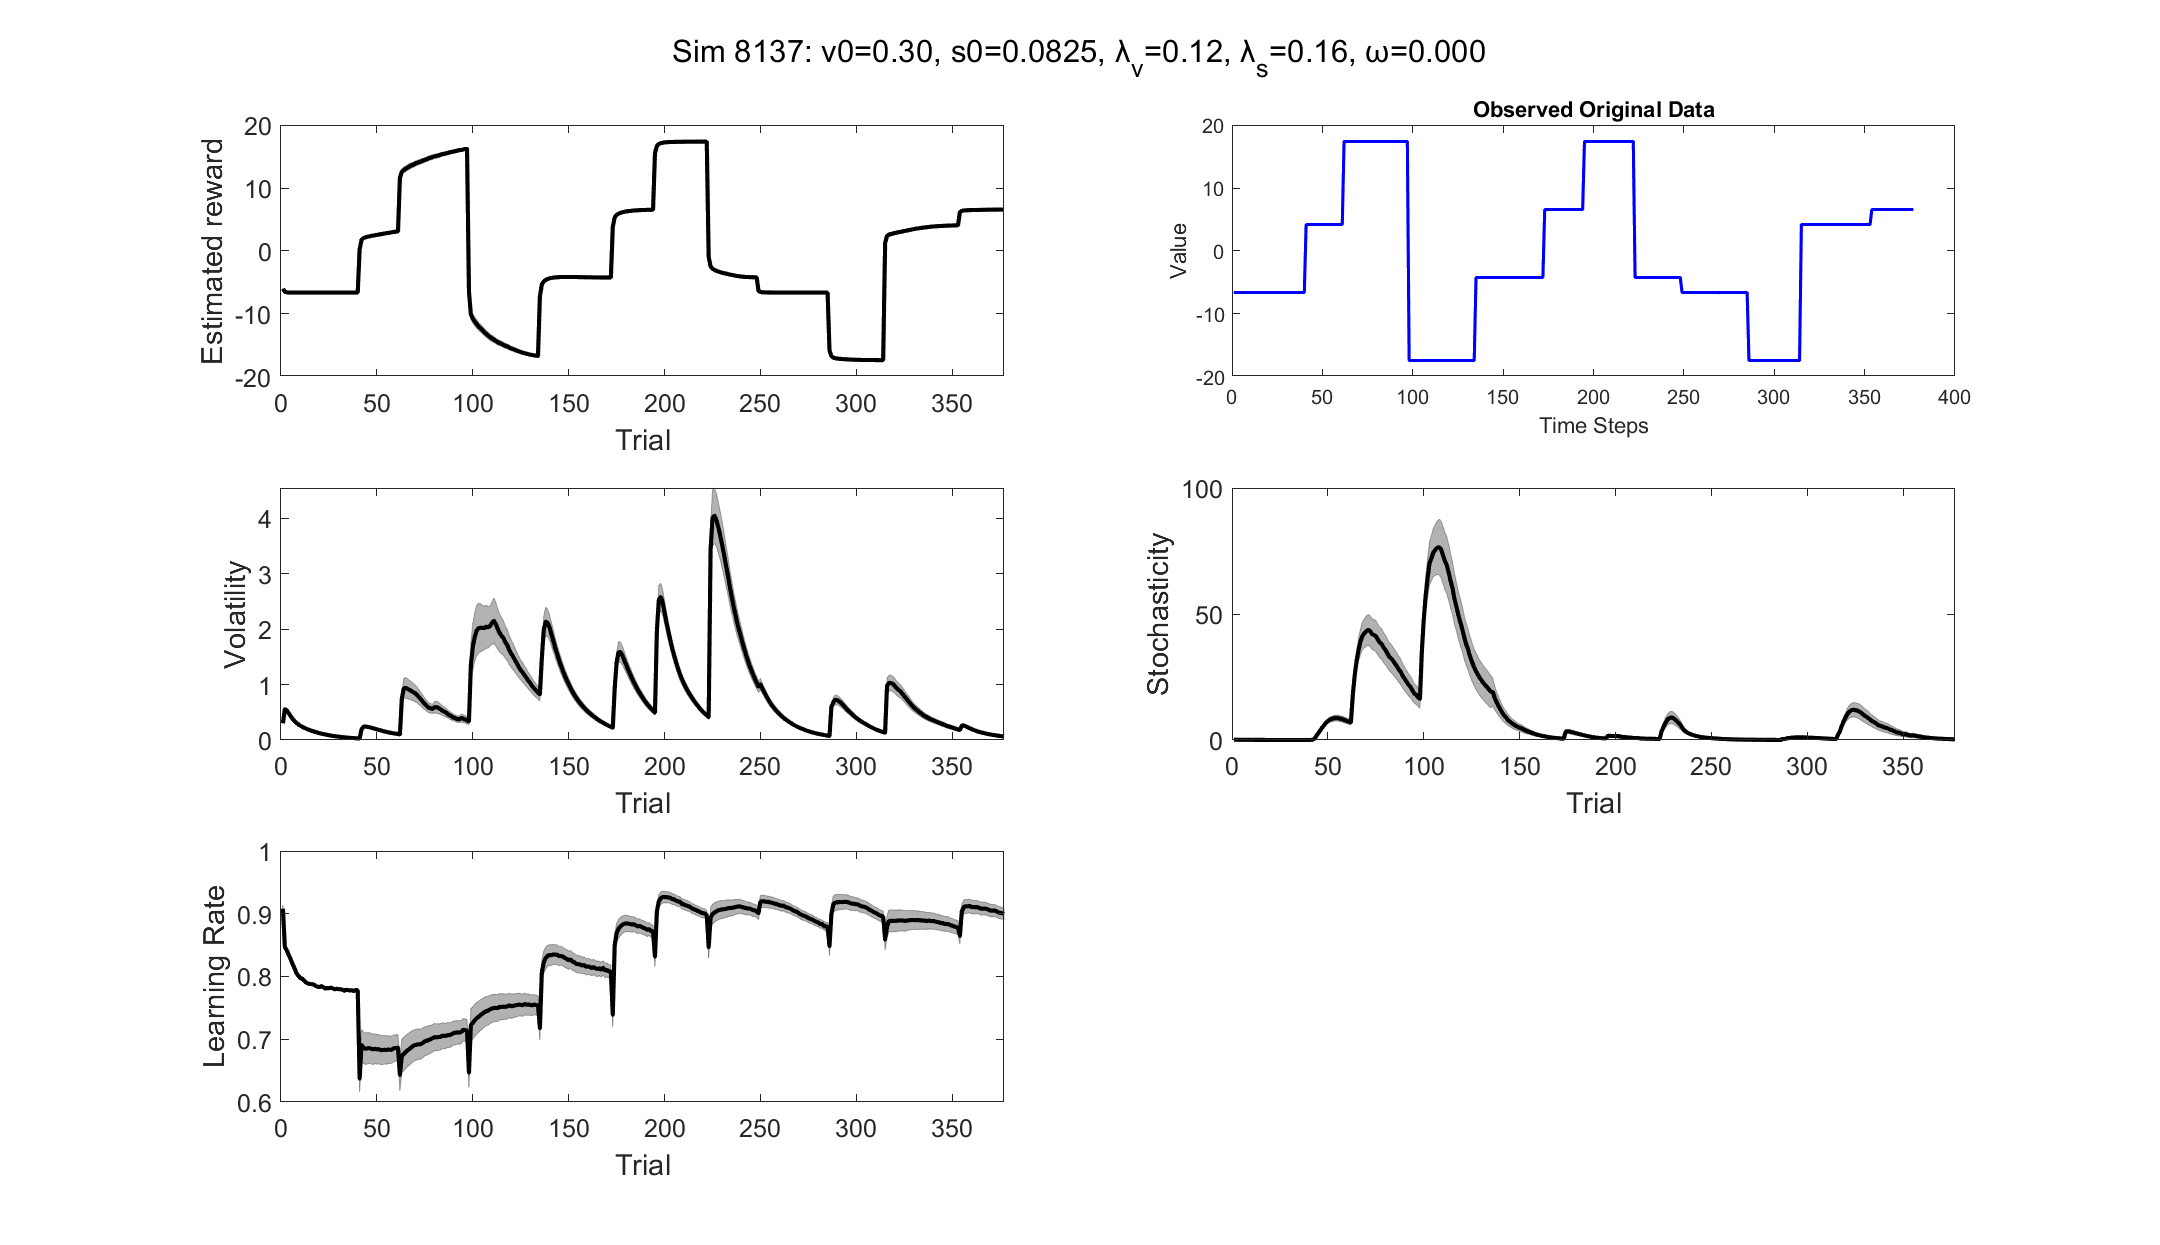 Sim 8137: v0=0.30, s0=0.0825, λv=0.12, λs=0.16, ω=0.000
20
10
0
-10
-20
Estimated reward
0 50 100 150 200 250 300 350
Trial
Observed Original Data
20
10
0
-10
-20
Value
0 50 100 150 200 250 300 350 400
Time Steps
4
3
2
1
0
Volatility
0 50 100 150 200 250 300 350
Trial
100
50
0
Stochasticity
0 50 100 150 200 250 300 350
Trial
1
0.9
0.8
0.7
0.6
Learning Rate
0 50 100 150 200 250 300 350
Trial